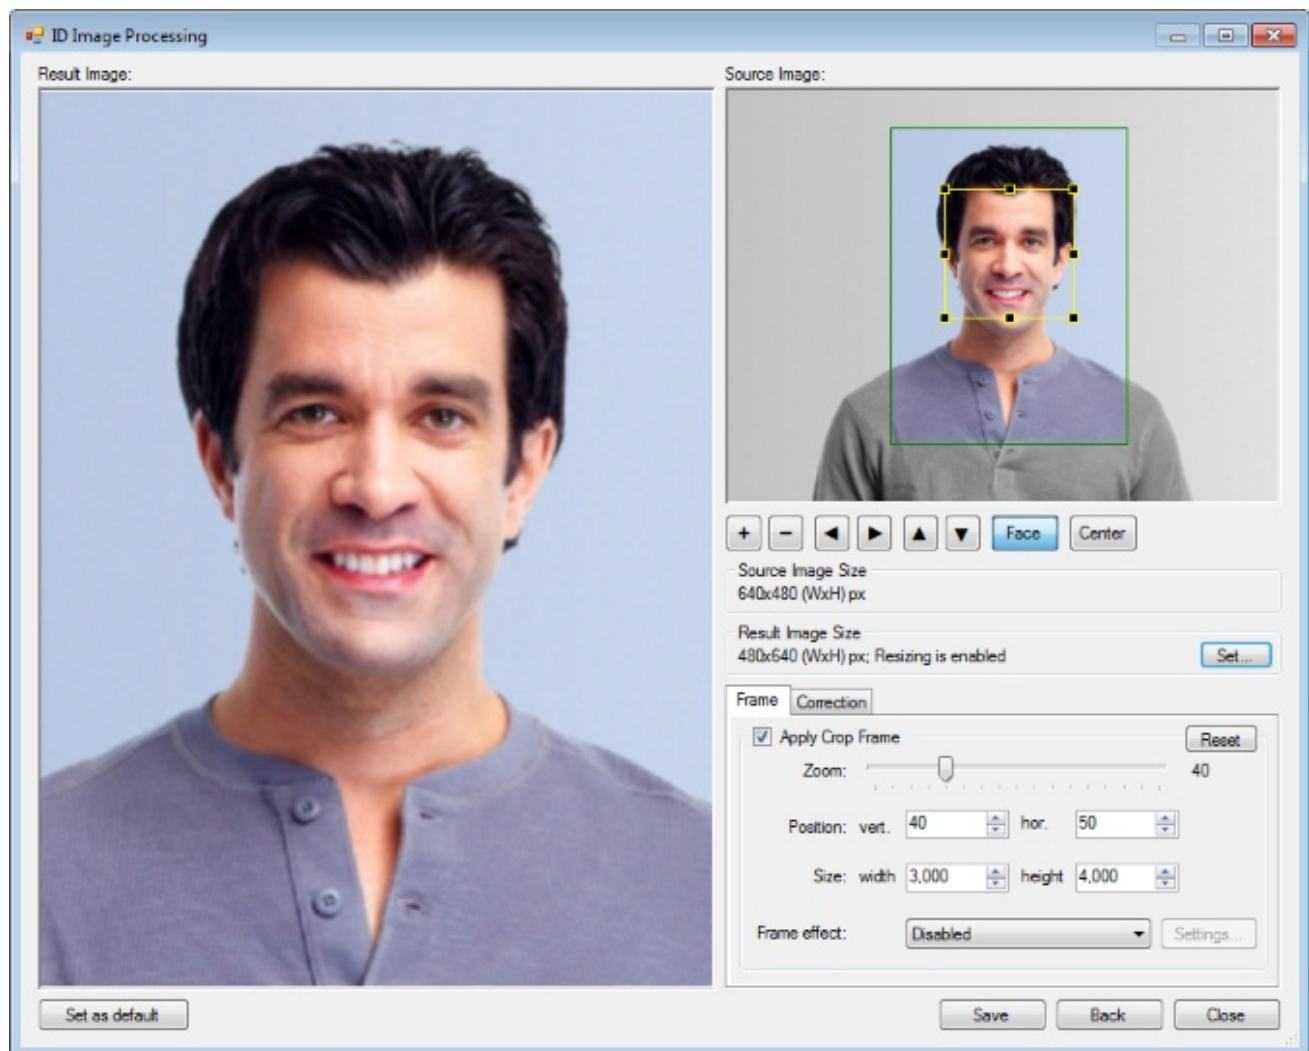 ID Image Processing
Result Image:
Source Image:
+ − ◄ ► ▲ ▼ Face Center
Source Image Size
640x480 (WxH) px
Result Image Size
480x640 (WxH) px; Resizing is enabled
Set...
Frame Correction
Apply Crop Frame
Reset
Zoom: 40
Position: vert. 40 hor. 50
Size: width 3,000 height 4,000
Frame effect: Disabled Settings...
Set as default Save Back Close